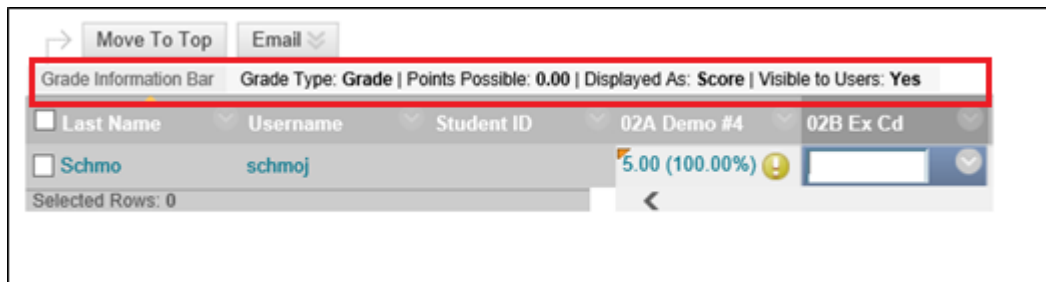 Move To Top Email
Grade Information Bar Grade Type: Grade | Points Possible: 0.00 | Displayed As: Score | Visible to Users: Yes
Last Name Username Student ID 02A Demo #4 02B Ex Cd
Schmo schmoj 5.00 (100.00%)
Selected Rows: 0